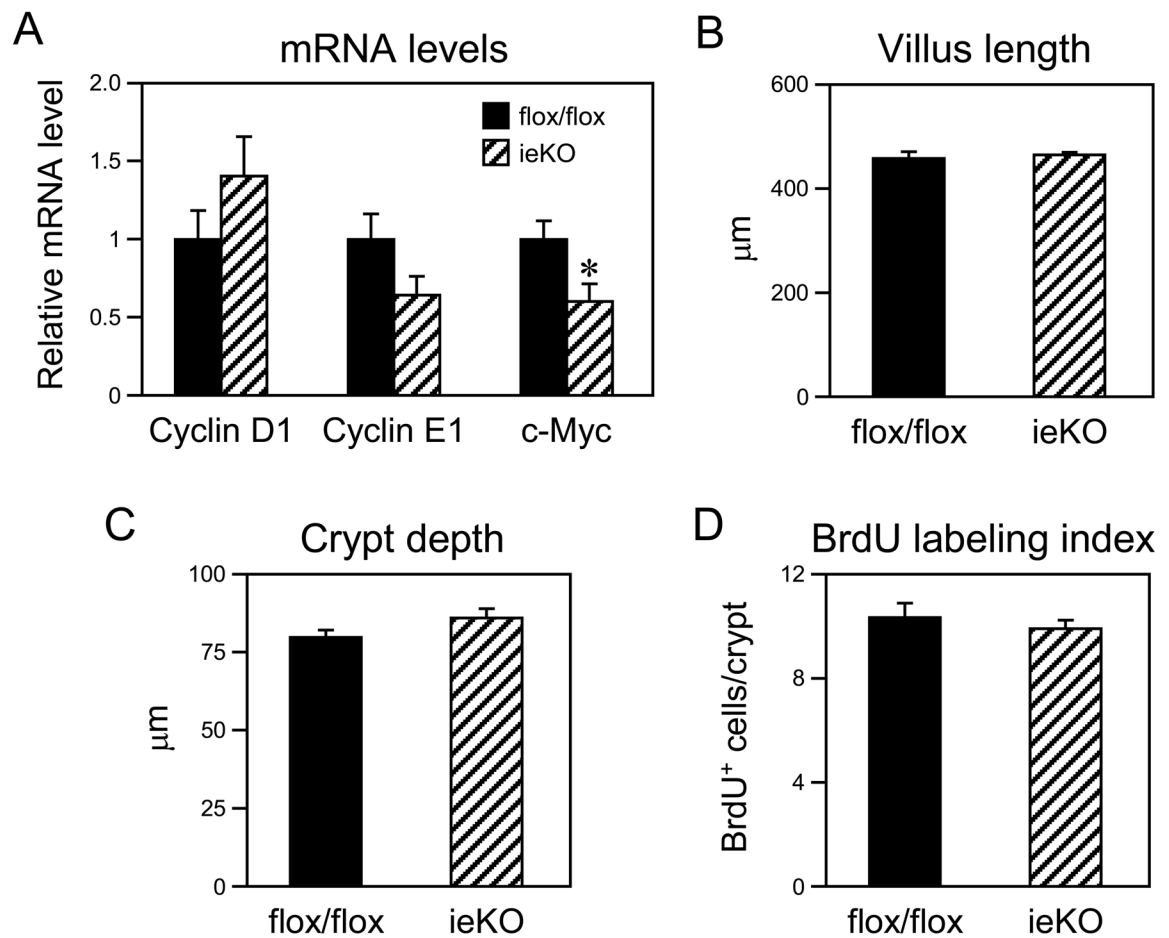 A
mRNA levels
Relative mRNA level
2.0
1.5
1
0.5
0
flox/flox
ieKO
*
Cyclin D1 Cyclin E1 c-Myc
B
Villus length
μm
600
400
200
0
flox/flox ieKO
C
Crypt depth
μm
100
75
50
25
0
flox/flox ieKO
D
BrdU labeling index
BrdU⁺ cells/crypt
12
8
4
0
flox/flox ieKO